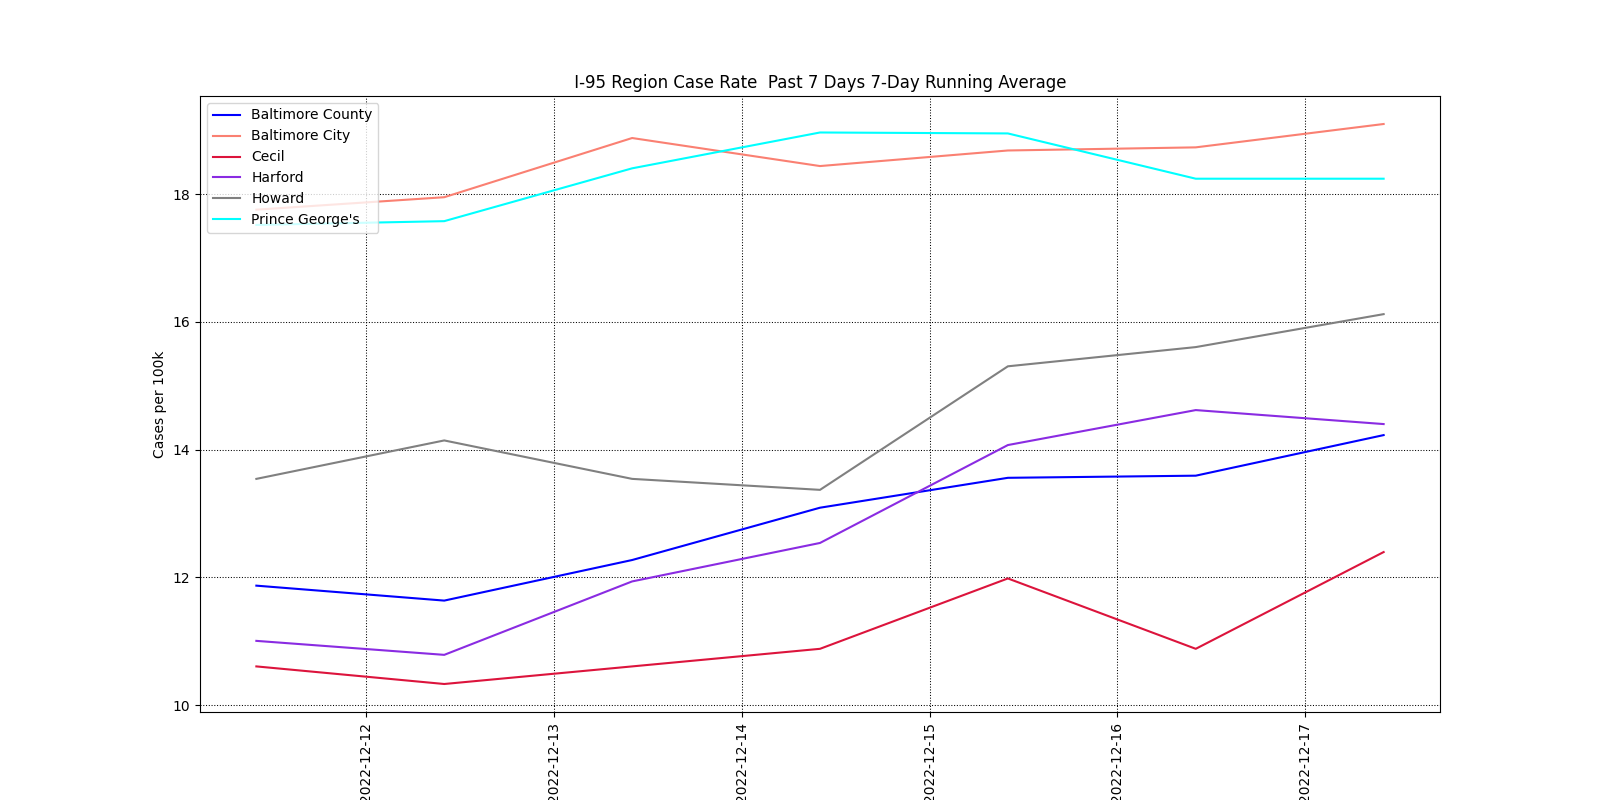 I-95 Region Case Rate  Past 7 Days 7-Day Running Average
Baltimore County
Baltimore City
Cecil
Harford
Howard
Prince George's
Cases per 100k
18
16
14
12
10
2022-12-12
2022-12-13
2022-12-14
2022-12-15
2022-12-16
2022-12-17